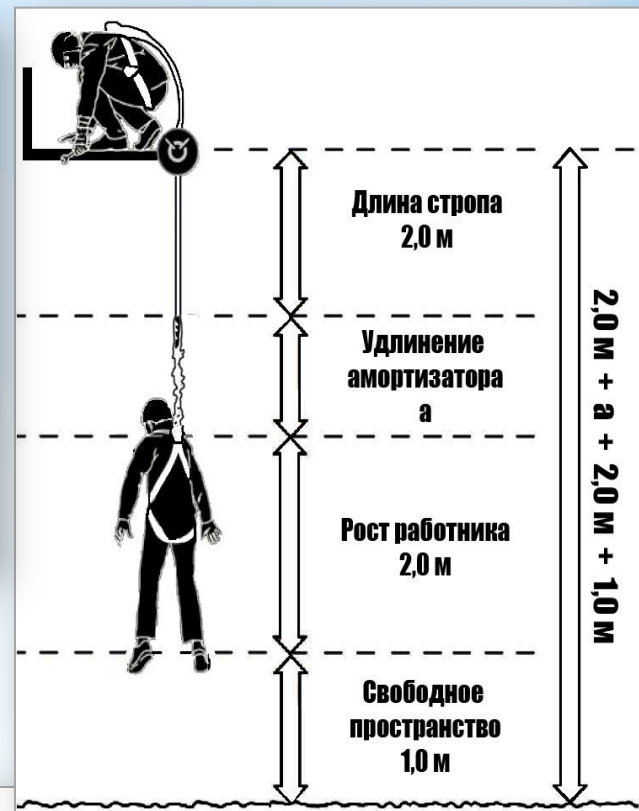 Длина стропа
2,0 м
Удлинение
амортизатора
а
Рост работника
2,0 м
Свободное
пространство
1,0 м
2,0 м + а + 2,0 м + 1,0 м